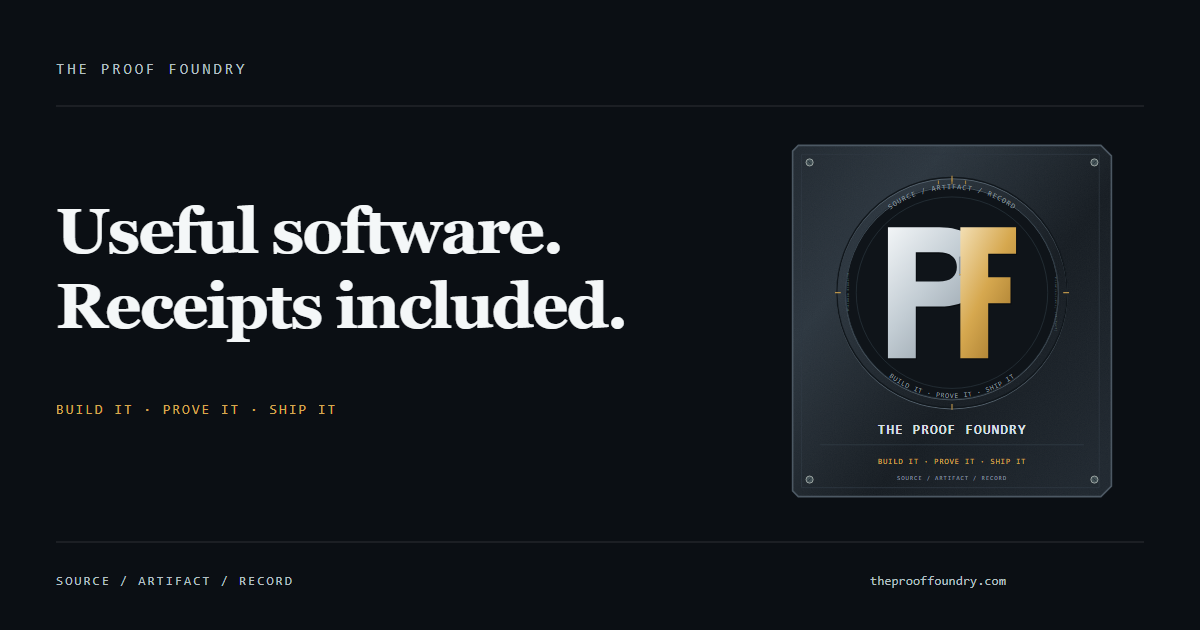 THE PROOF FOUNDRY
Useful software.
Receipts included.
BUILD IT · PROVE IT · SHIP IT
SOURCE / ARTIFACT / RECORD
PF
BUILD IT · PROVE IT · SHIP IT
THE PROOF FOUNDRY
BUILD IT · PROVE IT · SHIP IT
SOURCE / ARTIFACT / RECORD
SOURCE / ARTIFACT / RECORD
theprooffoundry.com